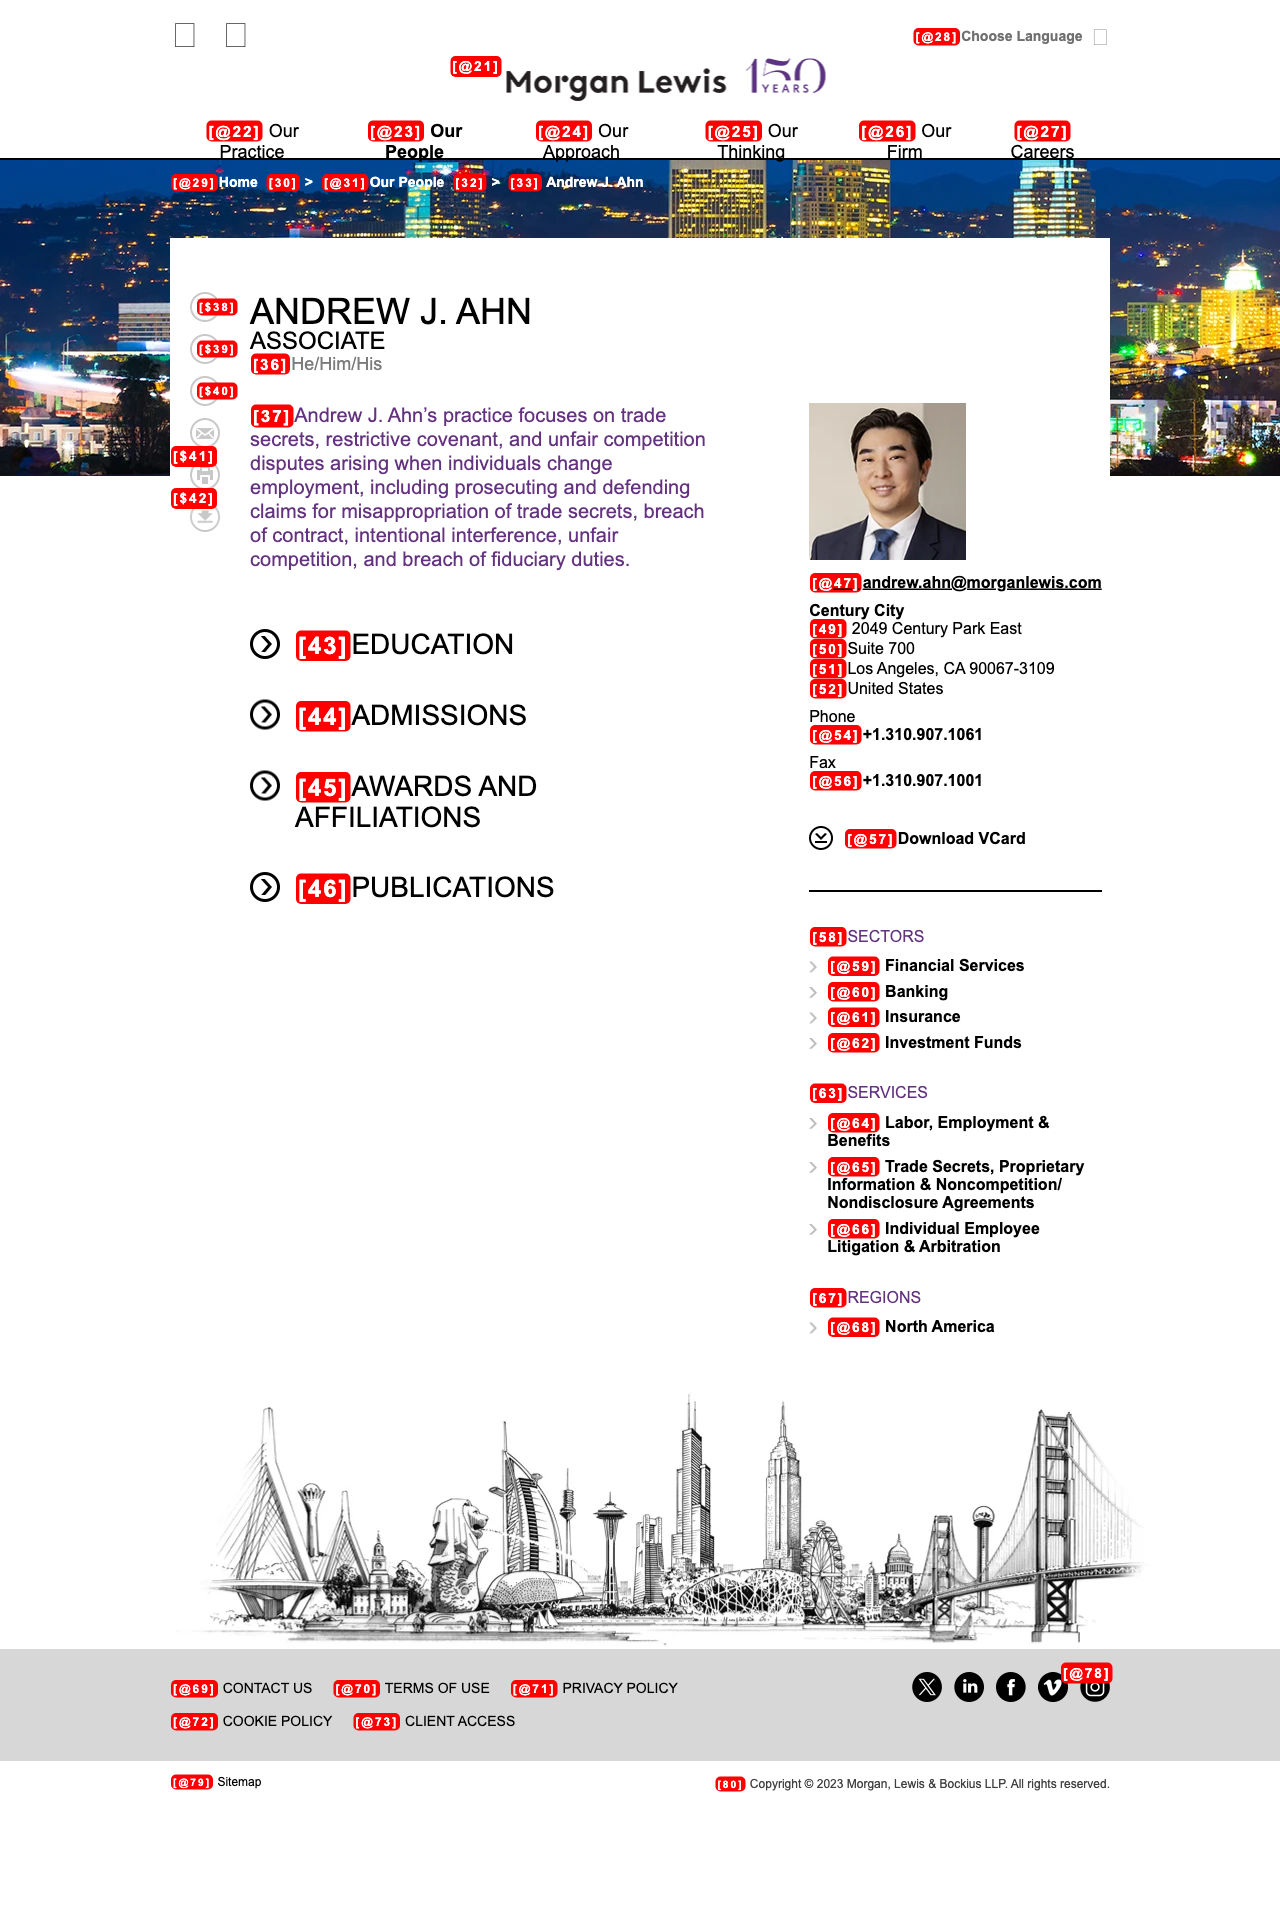 [@28] Choose Language
[@21] Morgan Lewis 150 YEARS
[@22] Our Practice
[@23] Our People
[@24] Our Approach
[@25] Our Thinking
[@26] Our Firm
[@27] Careers
[@29] Home [30] > [@31] Our People [32] > [33] Andrew J. Ahn
[$38]
[$39]
[$40]
[$41]
[$42]
ANDREW J. AHN
ASSOCIATE
[36] He/Him/His
[37] Andrew J. Ahn’s practice focuses on trade
secrets, restrictive covenant, and unfair competition
disputes arising when individuals change
employment, including prosecuting and defending
claims for misappropriation of trade secrets, breach
of contract, intentional interference, unfair
competition, and breach of fiduciary duties.
[43] EDUCATION
[44] ADMISSIONS
[45] AWARDS AND
AFFILIATIONS
[46] PUBLICATIONS
[@47] andrew.ahn@morganlewis.com
Century City
[49] 2049 Century Park East
[50] Suite 700
[51] Los Angeles, CA 90067-3109
[52] United States
Phone
[@54] +1.310.907.1061
Fax
[@56] +1.310.907.1001
[@57] Download VCard
[58] SECTORS
[@59] Financial Services
[@60] Banking
[@61] Insurance
[@62] Investment Funds
[63] SERVICES
[@64] Labor, Employment &
Benefits
[@65] Trade Secrets, Proprietary
Information & Noncompetition/
Nondisclosure Agreements
[@66] Individual Employee
Litigation & Arbitration
[67] REGIONS
[@68] North America
[@69] CONTACT US [@70] TERMS OF USE [@71] PRIVACY POLICY
[@72] COOKIE POLICY [@73] CLIENT ACCESS
[@78]
[@79] Sitemap
[80] Copyright © 2023 Morgan, Lewis & Bockius LLP. All rights reserved.